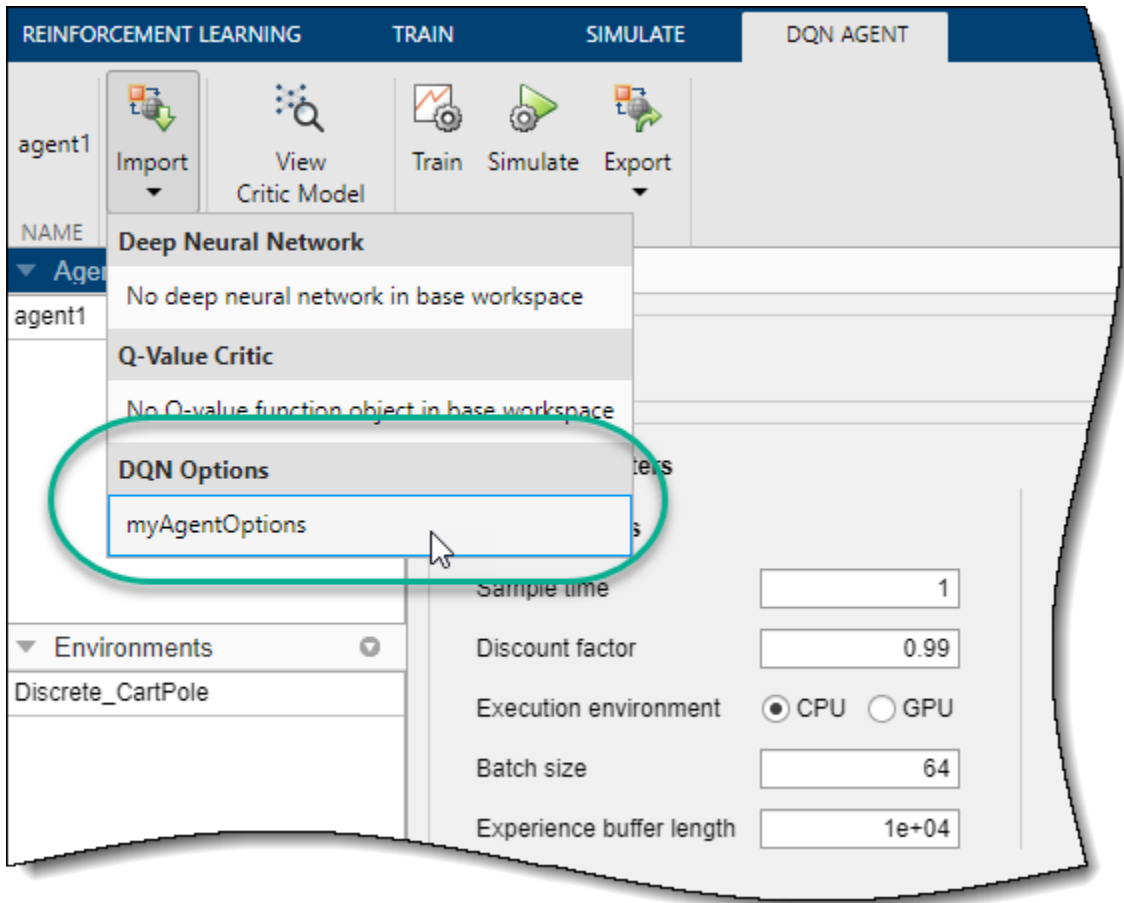 REINFORCEMENT LEARNING TRAIN SIMULATE DQN AGENT
agent1 Import View Critic Model Train Simulate Export
NAME
Deep Neural Network
No deep neural network in base workspace
agent1
Q-Value Critic
No Q-value function object in base workspace
DQN Options
myAgentOptions
Sample time 1
Environments
Discount factor 0.99
Discrete_CartPole
Execution environment CPU GPU
Batch size 64
Experience buffer length 1e+04